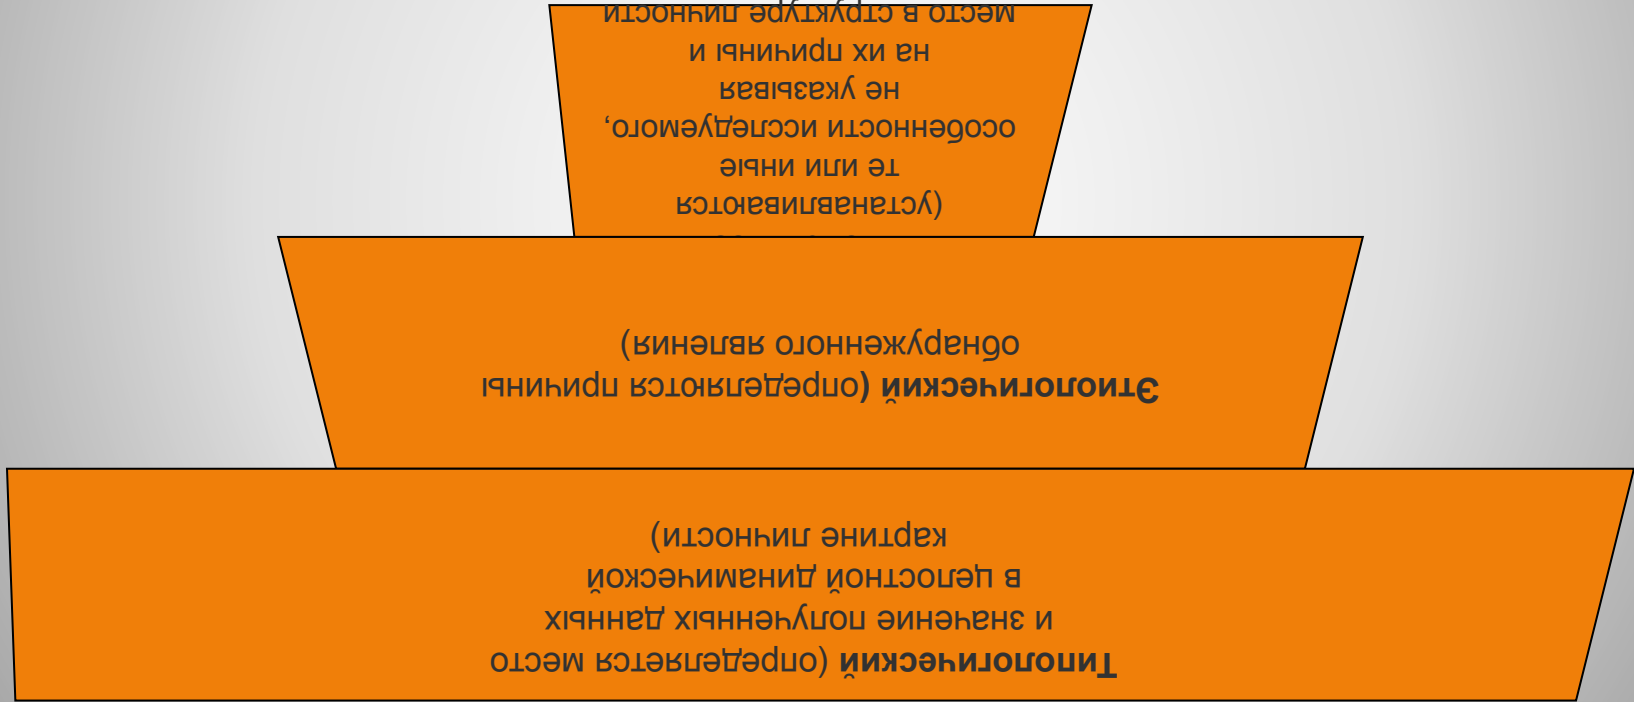 Типологический (определяется место
и значение полученных данных
в целостной динамической
картине личности)
Этиологический (определяются причины
обнаруженного явления)
(устанавливаются
те или иные
особенности исследуемого,
не указывая
на их причины и
место в структуре личности